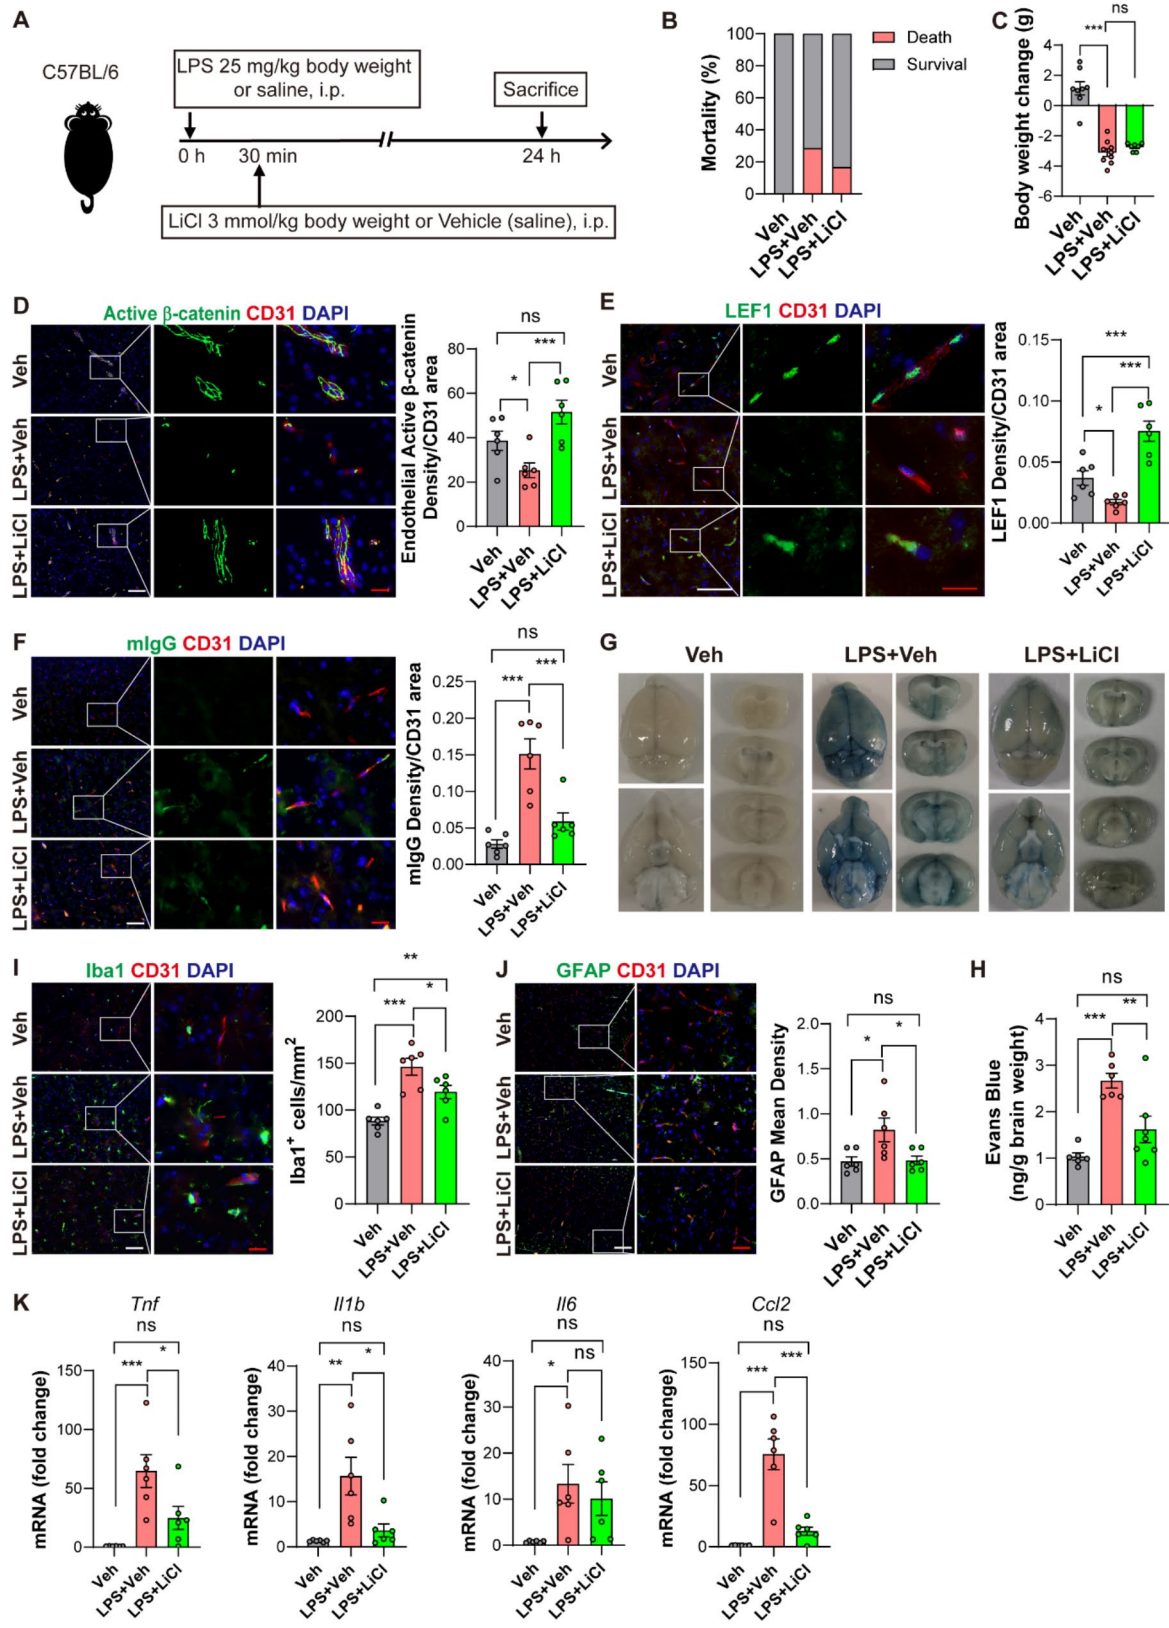 A
C57BL/6
LPS 25 mg/kg body weight
or saline, i.p.
Sacrifice
0 h
30 min
24 h
LiCl 3 mmol/kg body weight or Vehicle (saline), i.p.
B
Mortality (%)
100
80
60
40
20
0
Death
Survival
Veh
LPS+Veh
LPS+LiCl
C
Body weight change (g)
ns
***
4
2
0
-2
-4
-6
Veh
LPS+Veh
LPS+LiCl
D
Active β-catenin CD31 DAPI
Veh
LPS+Veh
LPS+LiCl
Endothelial Active β-catenin
Density/CD31 area
ns
***
*
80
60
40
20
0
Veh
LPS+Veh
LPS+LiCl
E
LEF1 CD31 DAPI
Veh
LPS+Veh
LPS+LiCl
LEF1 Density/CD31 area
***
***
*
0.15
0.10
0.05
0.00
Veh
LPS+Veh
LPS+LiCl
F
mIgG CD31 DAPI
Veh
LPS+Veh
LPS+LiCl
mIgG Density/CD31 area
ns
***
***
0.25
0.20
0.15
0.10
0.05
0.00
Veh
LPS+Veh
LPS+LiCl
G
Veh
LPS+Veh
LPS+LiCl
I
Iba1 CD31 DAPI
Veh
LPS+Veh
LPS+LiCl
Iba1+ cells/mm2
**
*
***
200
150
100
50
0
Veh
LPS+Veh
LPS+LiCl
J
GFAP CD31 DAPI
Veh
LPS+Veh
LPS+LiCl
GFAP Mean Density
ns
*
*
2.0
1.5
1.0
0.5
0.0
Veh
LPS+Veh
LPS+LiCl
H
Evans Blue
(ng/g brain weight)
ns
**
***
4
3
2
1
0
Veh
LPS+Veh
LPS+LiCl
K
Tnf
ns
*
***
mRNA (fold change)
150
100
50
0
Veh
LPS+Veh
LPS+LiCl
Il1b
ns
*
**
mRNA (fold change)
40
30
20
10
0
Veh
LPS+Veh
LPS+LiCl
Il6
ns
ns
*
mRNA (fold change)
40
30
20
10
0
Veh
LPS+Veh
LPS+LiCl
Ccl2
ns
***
***
mRNA (fold change)
150
100
50
0
Veh
LPS+Veh
LPS+LiCl